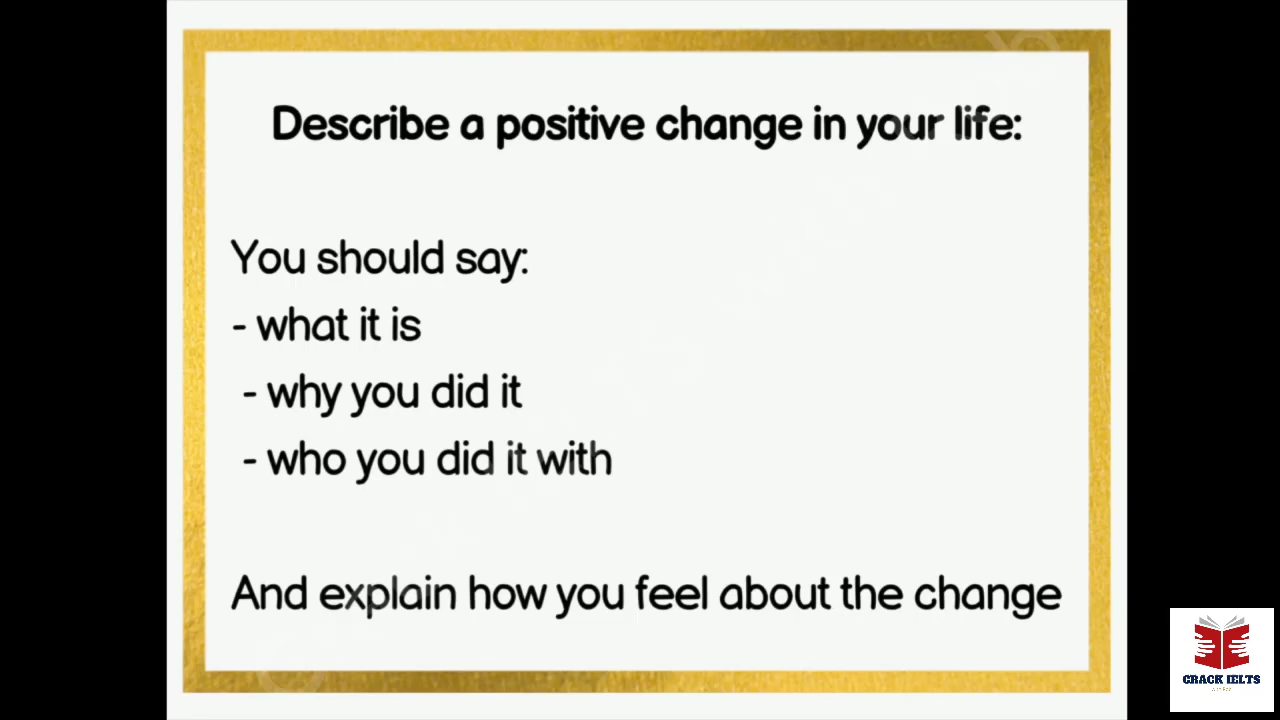 Describe a positive change in your life:
You should say:
- what it is
- why you did it
- who you did it with
And explain how you feel about the change
CRACK IELTS